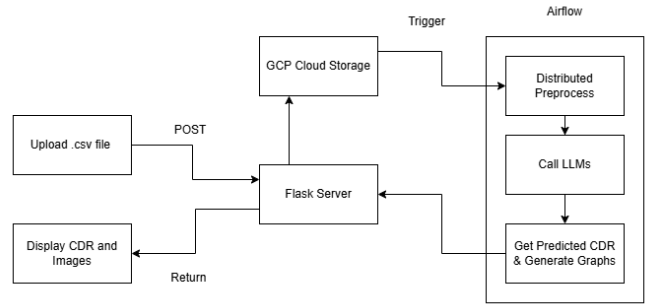 Airflow
Trigger
GCP Cloud Storage
Distributed
Preprocess
POST
Upload .csv file
Call LLMs
Flask Server
Display CDR and
Images
Get Predicted CDR
& Generate Graphs
Return